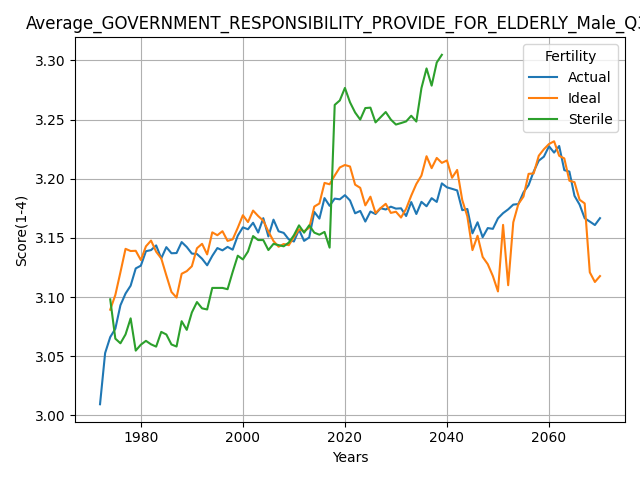 Average_GOVERNMENT_RESPONSIBILITY_PROVIDE_FOR_ELDERLY_Male_Q3
Fertility
Actual
Ideal
Sterile
3.30
3.25
3.20
3.15
3.10
3.05
3.00
Score(1-4)
1980 2000 2020 2040 2060
Years